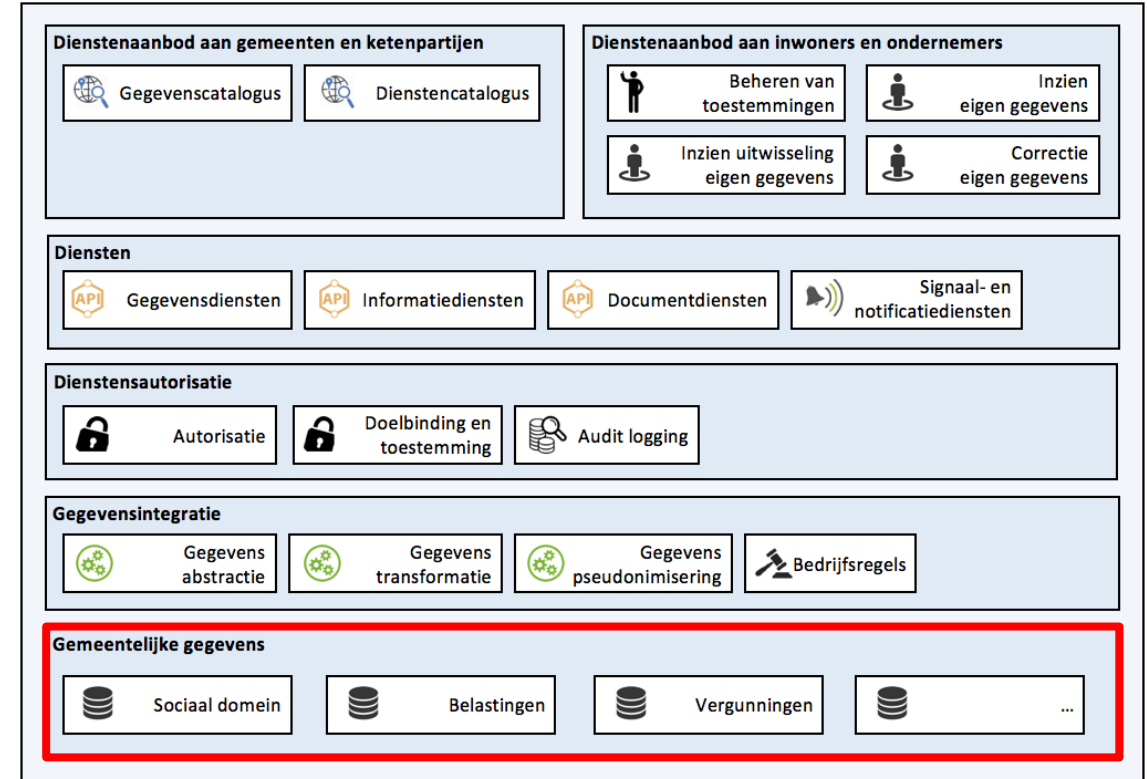 Dienstenaanbod aan gemeenten en ketenpartijen
Gegevenscatalogus
Dienstencatalogus
Dienstenaanbod aan inwoners en ondernemers
Beheren van
toestemmingen
Inzien
eigen gegevens
Inzien uitwisseling
eigen gegevens
Correctie
eigen gegevens
Diensten
API
Gegevensdiensten
API
Informatiediensten
API
Documentdiensten
Signaal- en
notificatiediensten
Dienstensautorisatie
Autorisatie
Doelbinding en
toestemming
Audit logging
Gegevensintegratie
Gegevens
abstractie
Gegevens
transformatie
Gegevens
pseudonimisering
Bedrijfsregels
Gemeentelijke gegevens
Sociaal domein
Belastingen
Vergunningen
...